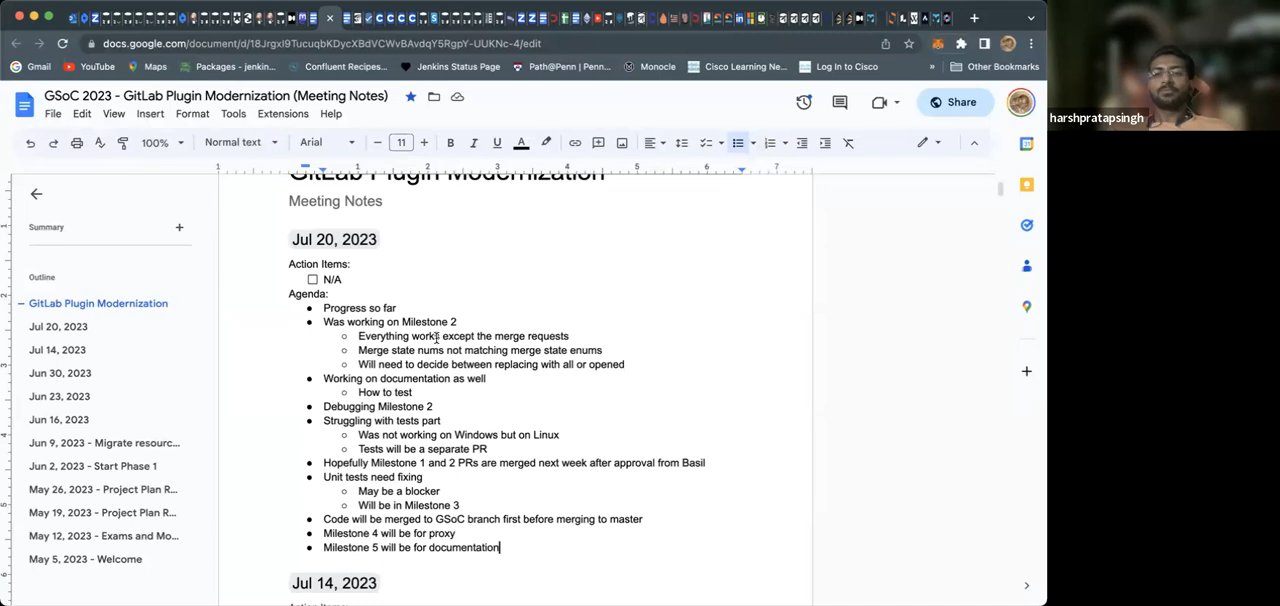 docs.google.com/document/d/18Jrgxl9TucuqbKDycXBdVCWvBAvdqY5RgpY-UUKNc-4/edit
Gmail YouTube Maps Packages - jenkin... Confluent Recipes... Jenkins Status Page Path@Penn | Penn... Monocle Cisco Learning Ne... Log In to Cisco » Other Bookmarks
GSoC 2023 - GitLab Plugin Modernization (Meeting Notes)
File Edit View Insert Format Tools Extensions Help
Share
harshpratapsingh
100% Normal text Arial 11
1 1 2 3 4 5 6 7
GitLab Plugin Modernization
Meeting Notes
Summary
Outline
GitLab Plugin Modernization
Jul 20, 2023
Jul 14, 2023
Jun 30, 2023
Jun 23, 2023
Jun 16, 2023
Jun 9, 2023 - Migrate resourc...
Jun 2, 2023 - Start Phase 1
May 26, 2023 - Project Plan R...
May 19, 2023 - Project Plan R...
May 12, 2023 - Exams and Mo...
May 5, 2023 - Welcome
Jul 20, 2023
Action Items:
N/A
Agenda:
Progress so far
Was working on Milestone 2
Everything works except the merge requests
Merge state nums not matching merge state enums
Will need to decide between replacing with all or opened
Working on documentation as well
How to test
Debugging Milestone 2
Struggling with tests part
Was not working on Windows but on Linux
Tests will be a separate PR
Hopefully Milestone 1 and 2 PRs are merged next week after approval from Basil
Unit tests need fixing
May be a blocker
Will be in Milestone 3
Code will be merged to GSoC branch first before merging to master
Milestone 4 will be for proxy
Milestone 5 will be for documentation
Jul 14, 2023